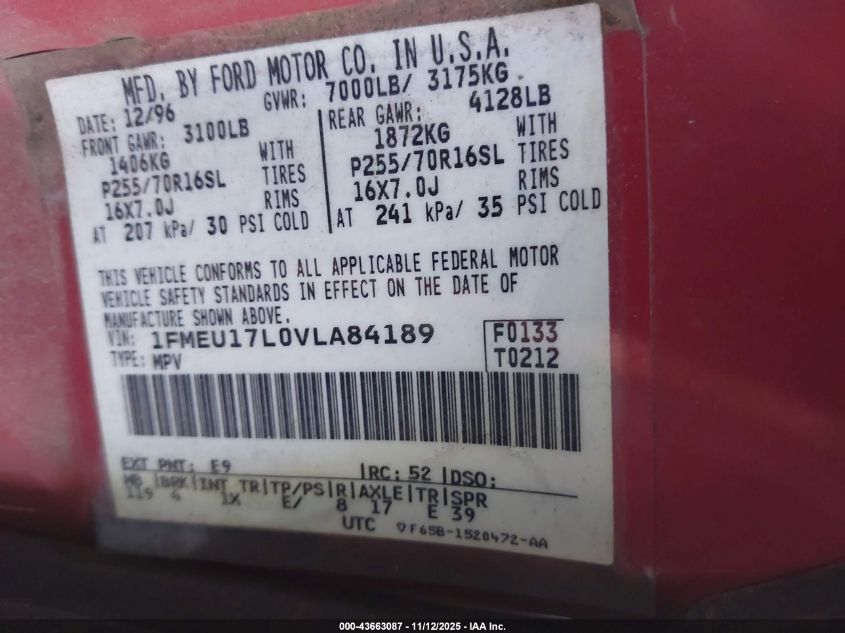 MFD. BY FORD MOTOR CO. IN U.S.A.
DATE: 12/96 GVWR: 7000LB/ 3175KG
FRONT GAWR: 3100LB
1406KG WITH
P255/70R16SL TIRES
16X7.0J RIMS
AT 207 kPa/ 30 PSI COLD
REAR GAWR: 4128LB
1872KG WITH
P255/70R16SL TIRES
16X7.0J RIMS
AT 241 kPa/ 35 PSI COLD
THIS VEHICLE CONFORMS TO ALL APPLICABLE FEDERAL MOTOR
VEHICLE SAFETY STANDARDS IN EFFECT ON THE DATE OF
MANUFACTURE SHOWN ABOVE.
VIN: 1FMEU17L0VLA84189
TYPE: MPV
F0133
T0212
EXT PNT: E9 |RC: 52 |DSO:
WB |BRK|INT TR|TP/PS|R|AXLE|TR|SPR
119 4 1X E/ 8 17 E 39
UTC ▽F65B-1520472-AA
000-43663087 - 11/12/2025 - IAA Inc.